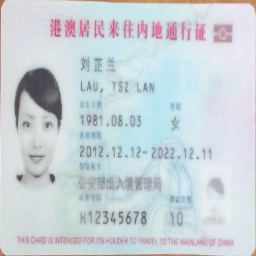 港澳居民来往内地通行证
刘芷兰
LAU, TSZ LAN
出生日期 性别
1981.08.03 女
有效期限
2012.12.12-2022.12.11
签发机关
公安部出入境管理局
证件号码 换证次数
H12345678 10
THIS CARD IS INTENDED FOR ITS HOLDER TO TRAVEL TO THE MAINLAND OF CHINA